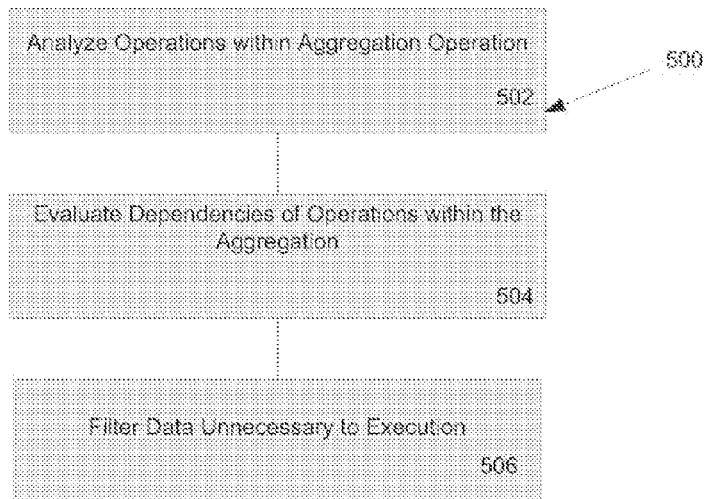 Analyze Operations within Aggregation Operation
500
502
Evaluate Dependencies of Operations within the
Aggregation
504
Filter Data Unnecessary to Execution
506